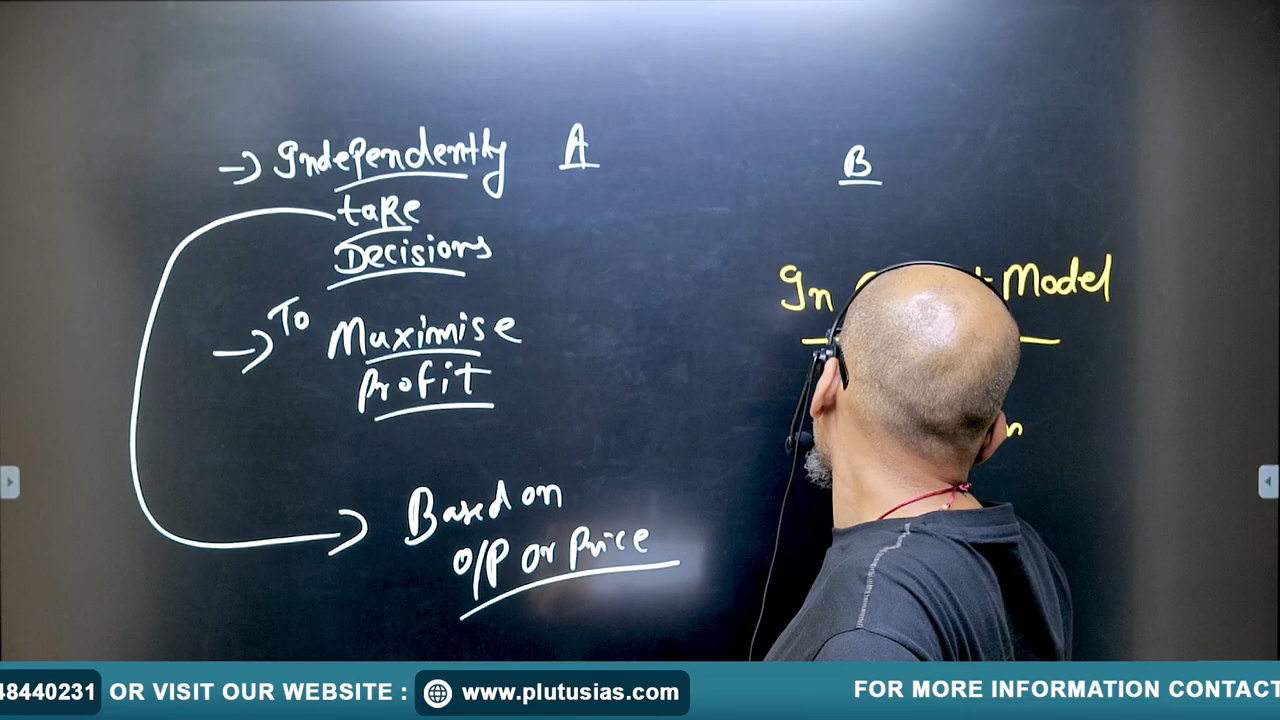 → Independently
A
B
take
Decisions
In Model
→ To Maximise
Profit
Based on
O/P or Price
48440231 OR VISIT OUR WEBSITE : www.plutusias.com FOR MORE INFORMATION CONTACT